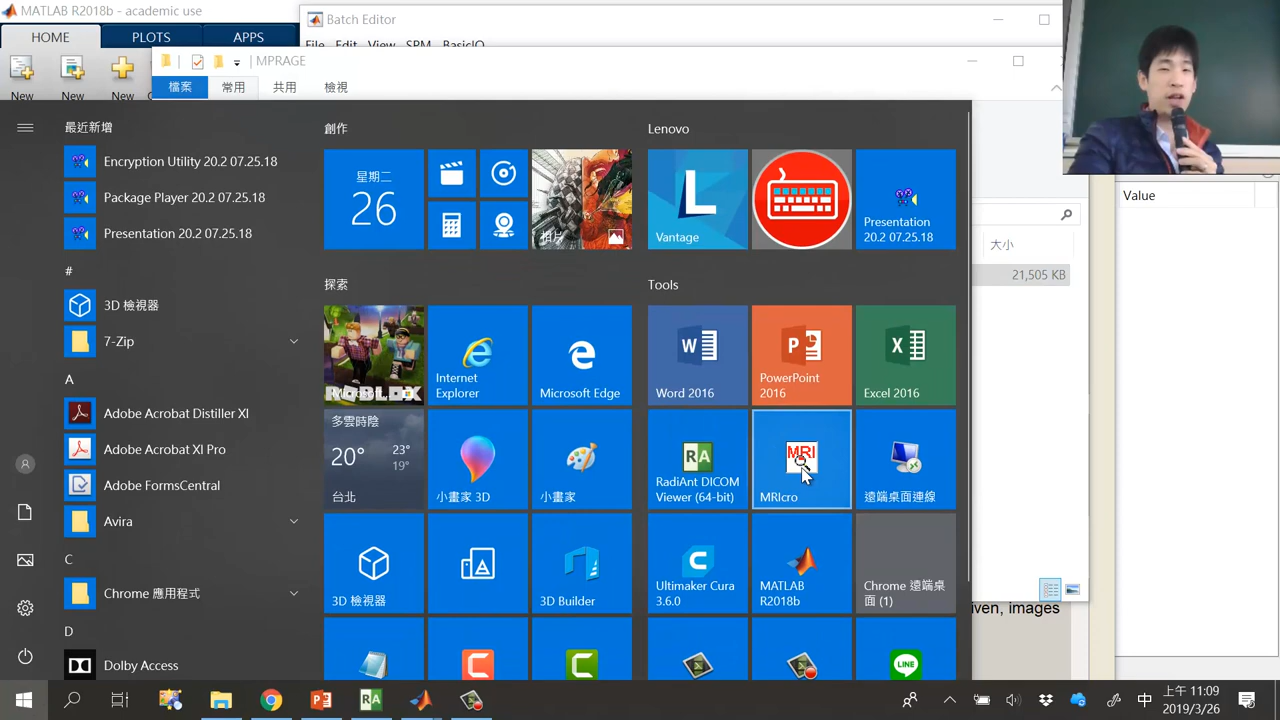 MATLAB R2018b - academic use
Batch Editor
HOME
PLOTS
APPS
File Edit View SPM BasicIO
MPRAGE
New
New
New
檔案
常用
共用
檢視
最近新增
Encryption Utility 20.2 07.25.18
Package Player 20.2 07.25.18
Presentation 20.2 07.25.18
#
3D 檢視器
7-Zip
A
Adobe Acrobat Distiller XI
Adobe Acrobat XI Pro
Adobe FormsCentral
Avira
C
Chrome 應用程式
D
Dolby Access
創作
星期二
26
相片
探索
ROBLOX
Internet
Explorer
Microsoft Edge
多雲時陰
20°
23°
19°
台北
小畫家 3D
小畫家
3D 檢視器
3D Builder
Lenovo
L
Vantage
Presentation
20.2 07.25.18
Tools
Word 2016
PowerPoint
2016
Excel 2016
RA
RadiAnt DICOM
Viewer (64-bit)
MRI
MRIcro
遠端桌面連線
Ultimaker Cura
3.6.0
MATLAB
R2018b
Chrome 遠端桌
面 (1)
LINE
Value
大小
21,505 KB
iven, images
RA
中
上午 11:09
2019/3/26